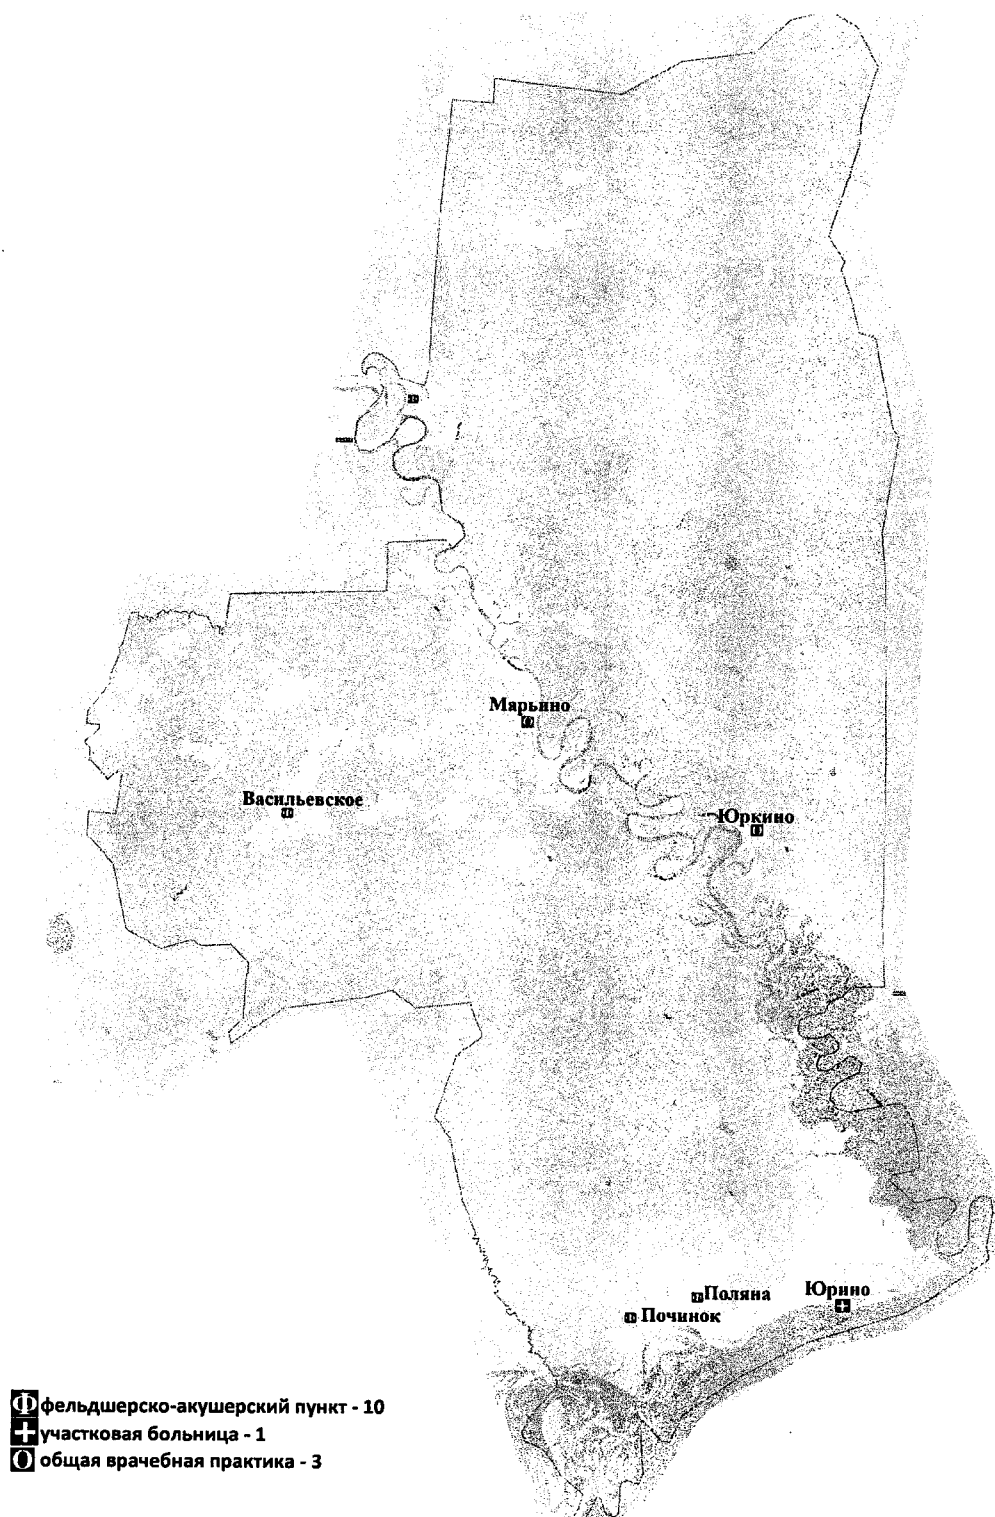 Марьино
О
Васильевское
Ф
Юркино
О
Поляна
Юрино
Починок
Ф
Ф фельдшерско-акушерский пункт - 10
участковая больница - 1
О общая врачебная практика - 3